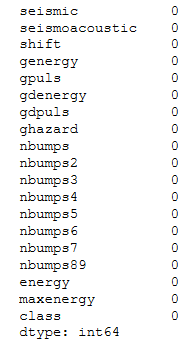 seismic 0
seismoacoustic 0
shift 0
genergy 0
gpuls 0
gdenergy 0
gdpuls 0
ghazard 0
nbumps 0
nbumps2 0
nbumps3 0
nbumps4 0
nbumps5 0
nbumps6 0
nbumps7 0
nbumps89 0
energy 0
maxenergy 0
class 0
dtype: int64